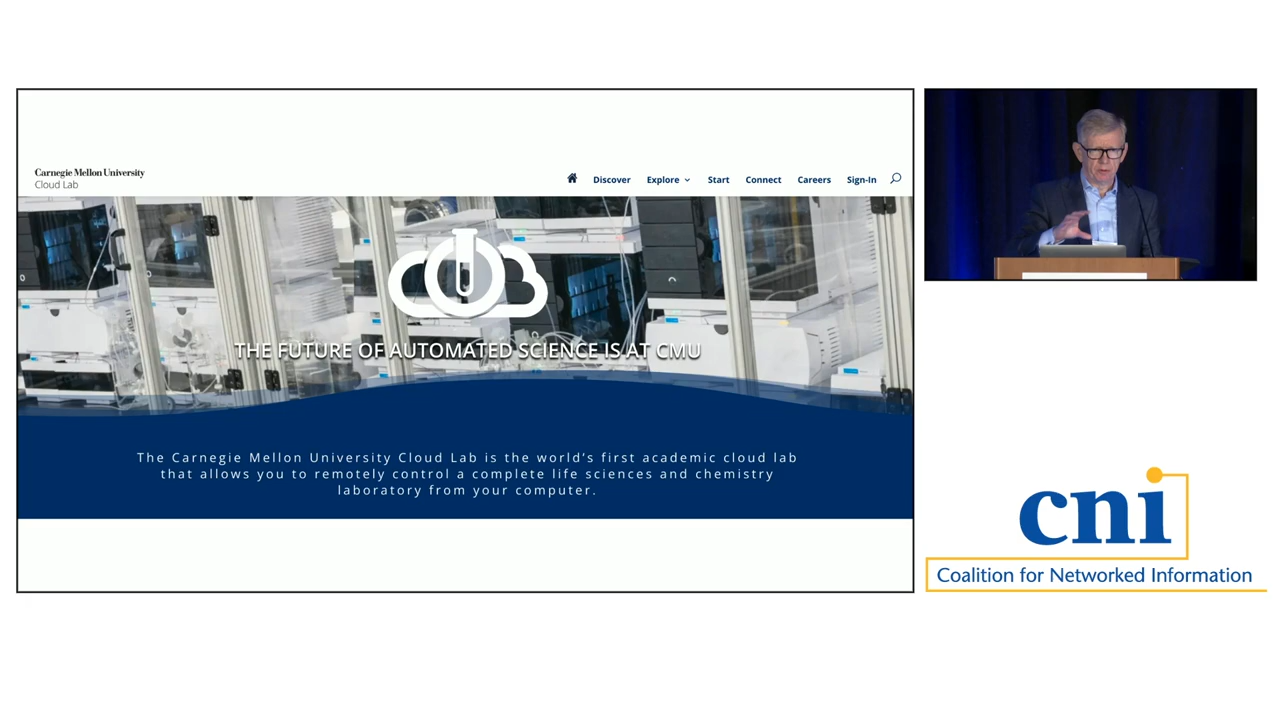 Carnegie Mellon University
Cloud Lab
Discover Explore Start Connect Careers Sign-In
THE FUTURE OF AUTOMATED SCIENCE IS AT CMU
The Carnegie Mellon University Cloud Lab is the world's first academic cloud lab
that allows you to remotely control a complete life sciences and chemistry
laboratory from your computer.
cni
Coalition for Networked Information